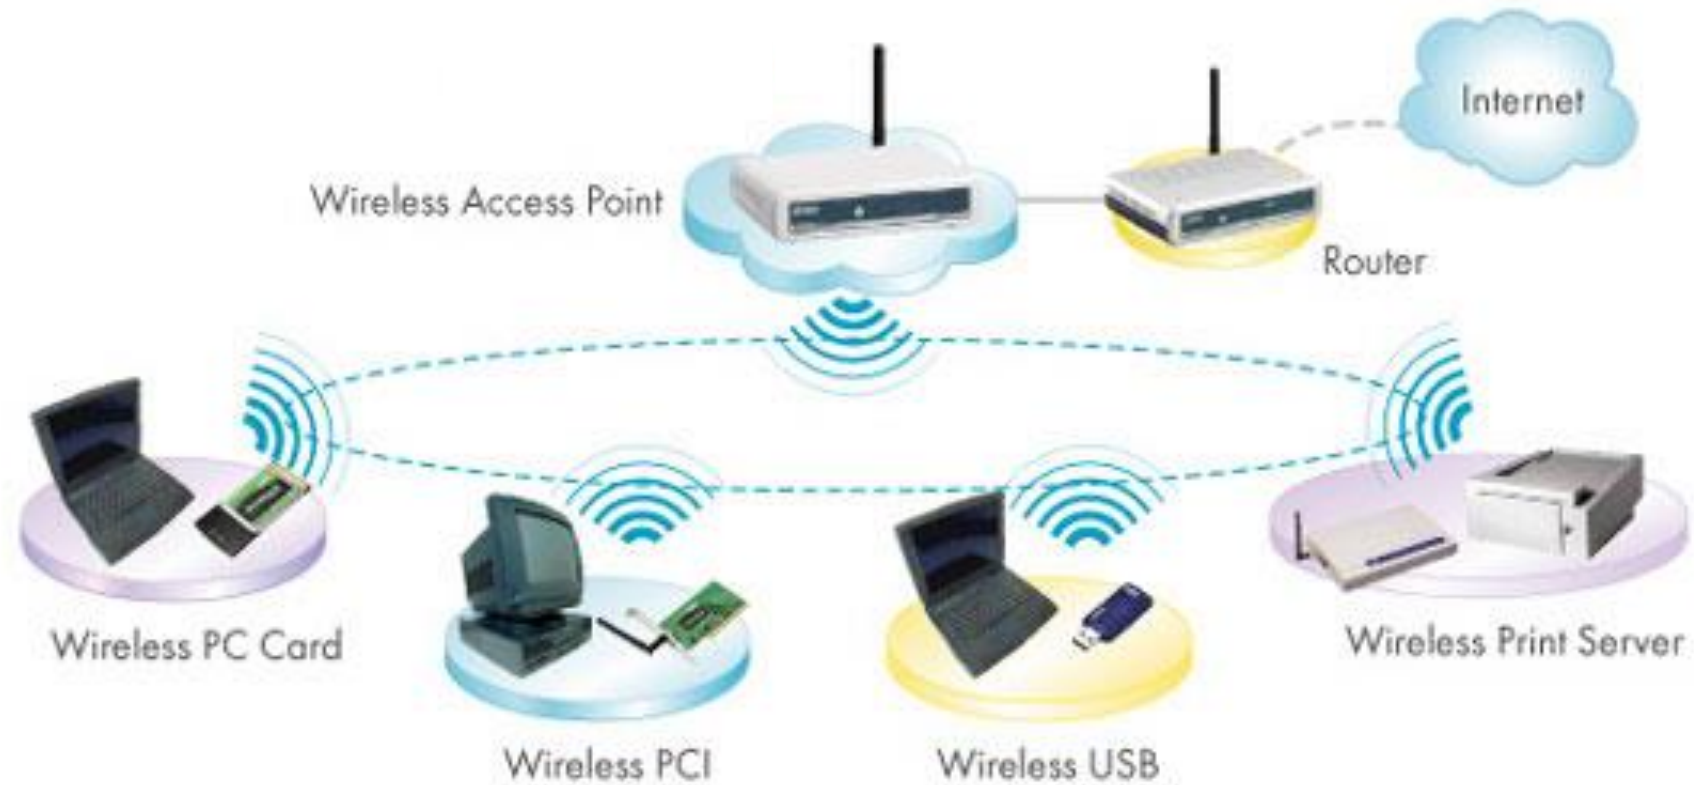 Internet
Wireless Access Point
Router
Wireless PC Card
Wireless Print Server
Wireless PCI
Wireless USB